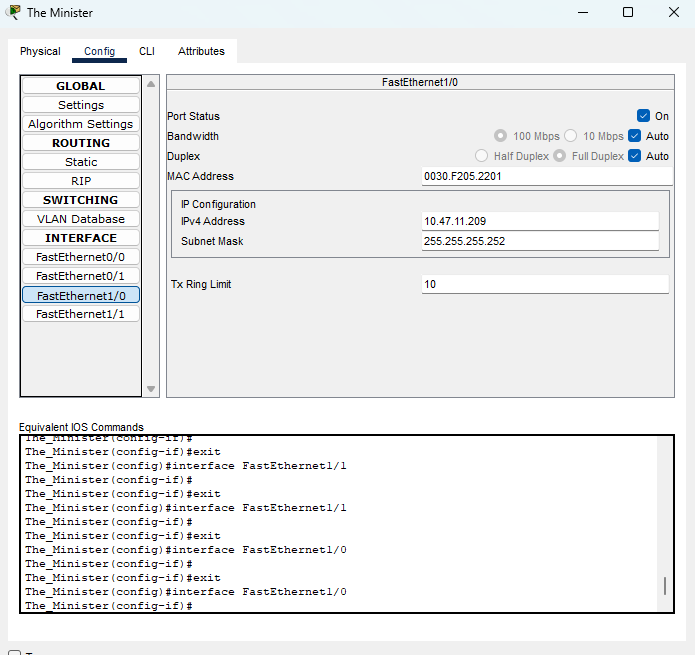 The Minister
Physical Config CLI Attributes
GLOBAL
Settings
Algorithm Settings
ROUTING
Static
RIP
SWITCHING
VLAN Database
INTERFACE
FastEthernet0/0
FastEthernet0/1
FastEthernet1/0
FastEthernet1/1
FastEthernet1/0
Port Status On
Bandwidth 100 Mbps 10 Mbps Auto
Duplex Half Duplex Full Duplex Auto
MAC Address 0030.F205.2201
IP Configuration
IPv4 Address 10.47.11.209
Subnet Mask 255.255.255.252
Tx Ring Limit 10
Equivalent IOS Commands
The_Minister(config-if)#
The_Minister(config-if)#exit
The_Minister(config)#interface FastEthernet1/1
The_Minister(config-if)#
The_Minister(config-if)#exit
The_Minister(config)#interface FastEthernet1/1
The_Minister(config-if)#
The_Minister(config-if)#exit
The_Minister(config)#interface FastEthernet1/0
The_Minister(config-if)#
The_Minister(config-if)#exit
The_Minister(config)#interface FastEthernet1/0
The_Minister(config-if)#